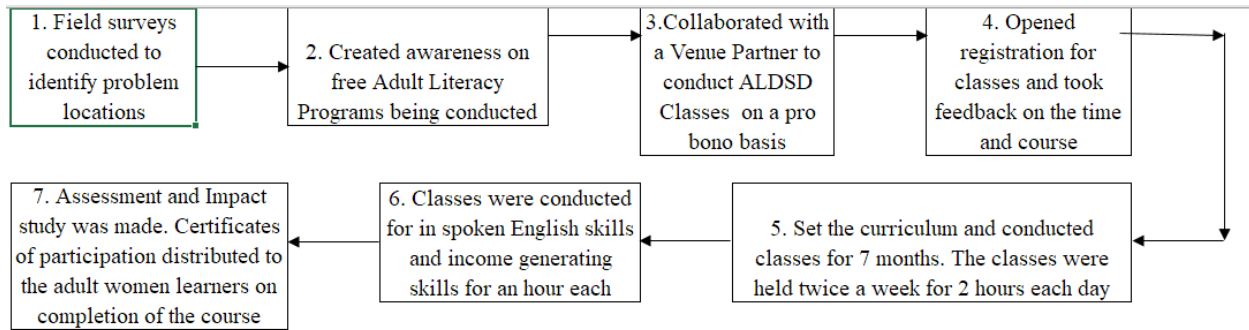 1. Field surveys
conducted to
identify problem
locations
2. Created awareness on
free Adult Literacy
Programs being conducted
3.Collaborated with
a Venue Partner to
conduct ALDSD
Classes on a pro
bono basis
4. Opened
registration for
classes and took
feedback on the time
and course
5. Set the curriculum and conducted
classes for 7 months. The classes were
held twice a week for 2 hours each day
6. Classes were conducted
for in spoken English skills
and income generating
skills for an hour each
7. Assessment and Impact
study was made. Certificates
of participation distributed to
the adult women learners on
completion of the course